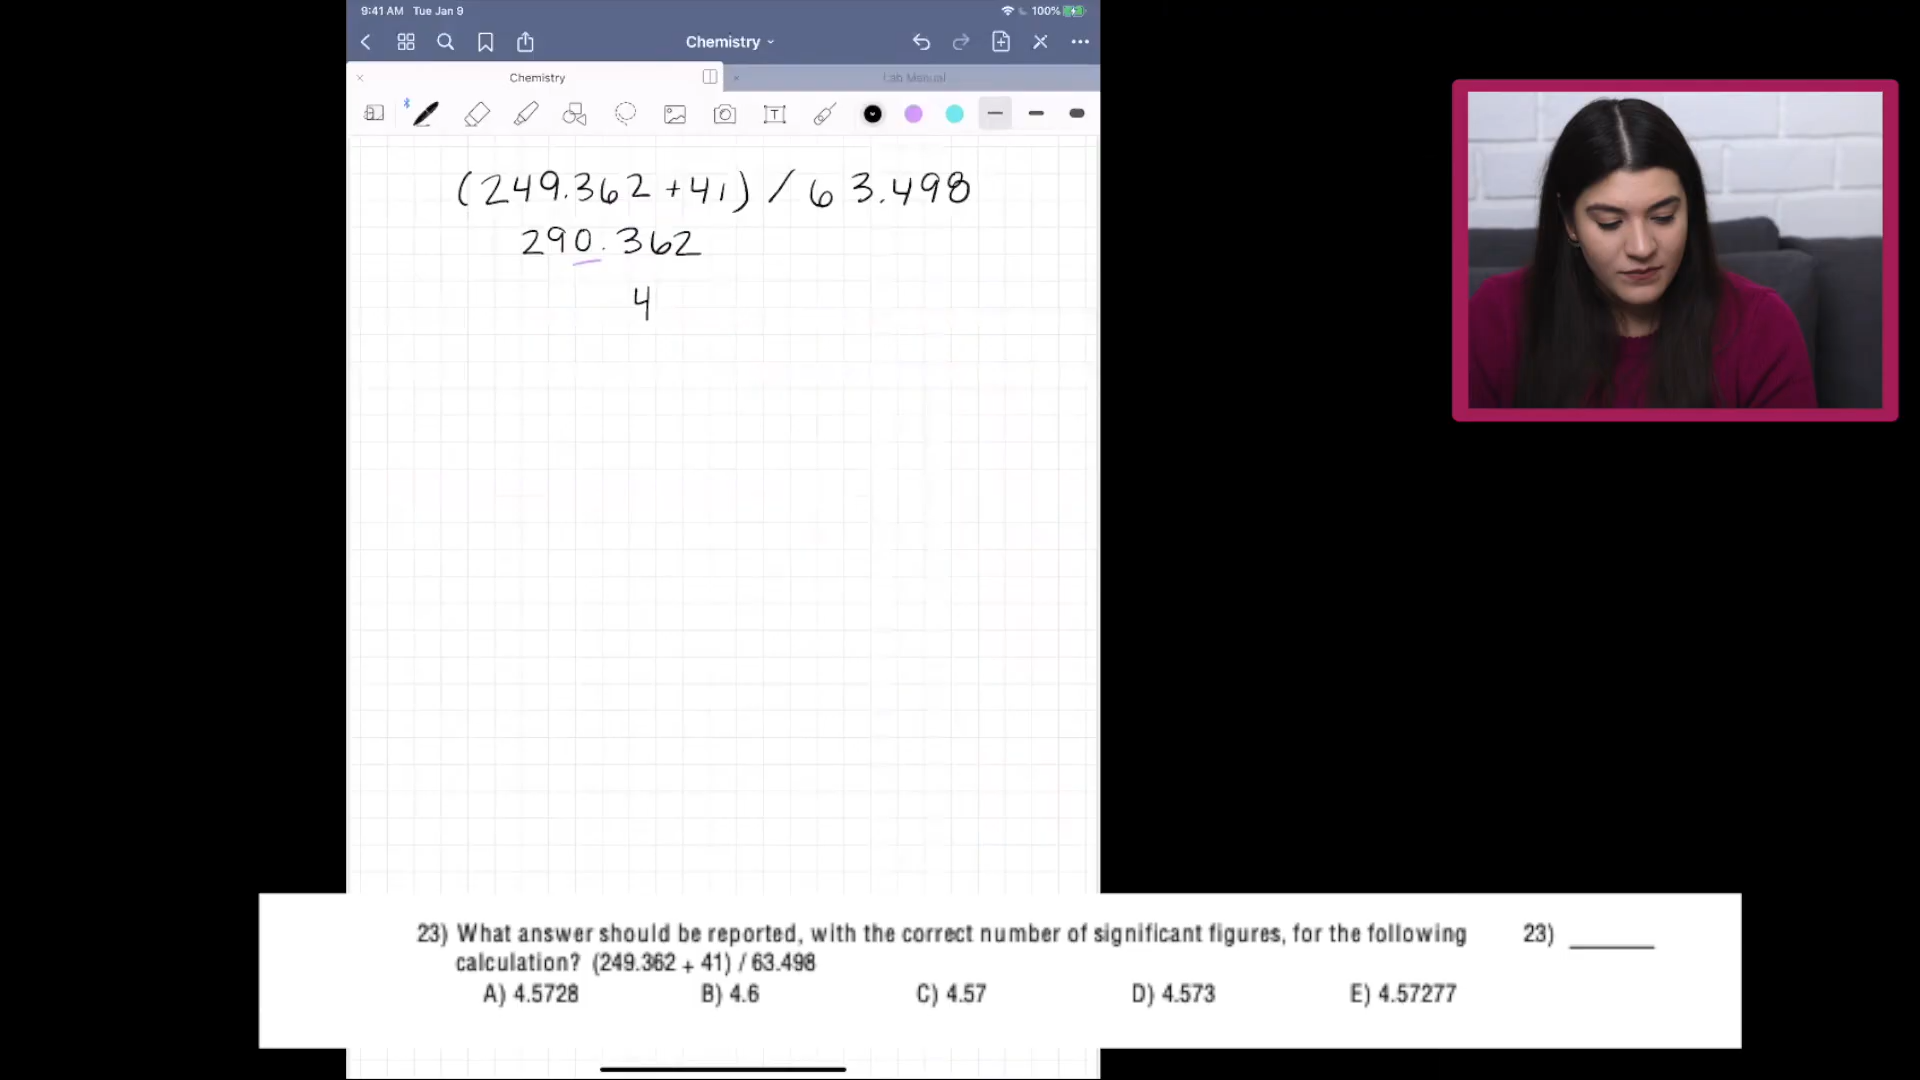 9:41 AM Tue Jan 9
100%
Chemistry
Chemistry
Lab Manual
T
(249.362 + 41) / 63.498
290.362
4
23) What answer should be reported, with the correct number of significant figures, for the following 23) ______
calculation? (249.362 + 41) / 63.498
A) 4.5728 B) 4.6 C) 4.57 D) 4.573 E) 4.57277